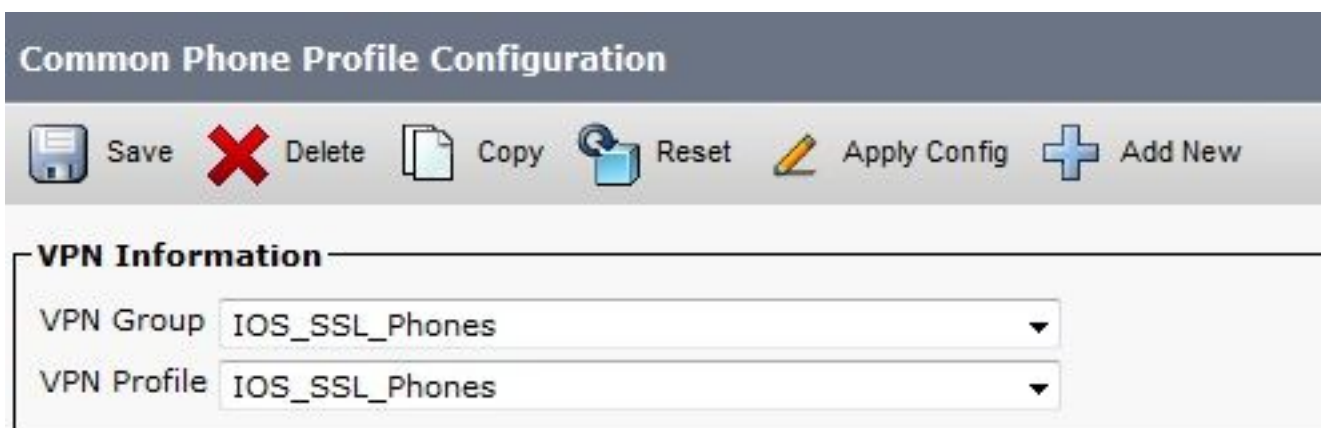 Common Phone Profile Configuration
Save Delete Copy Reset Apply Config Add New
VPN Information
VPN Group IOS_SSL_Phones
VPN Profile IOS_SSL_Phones